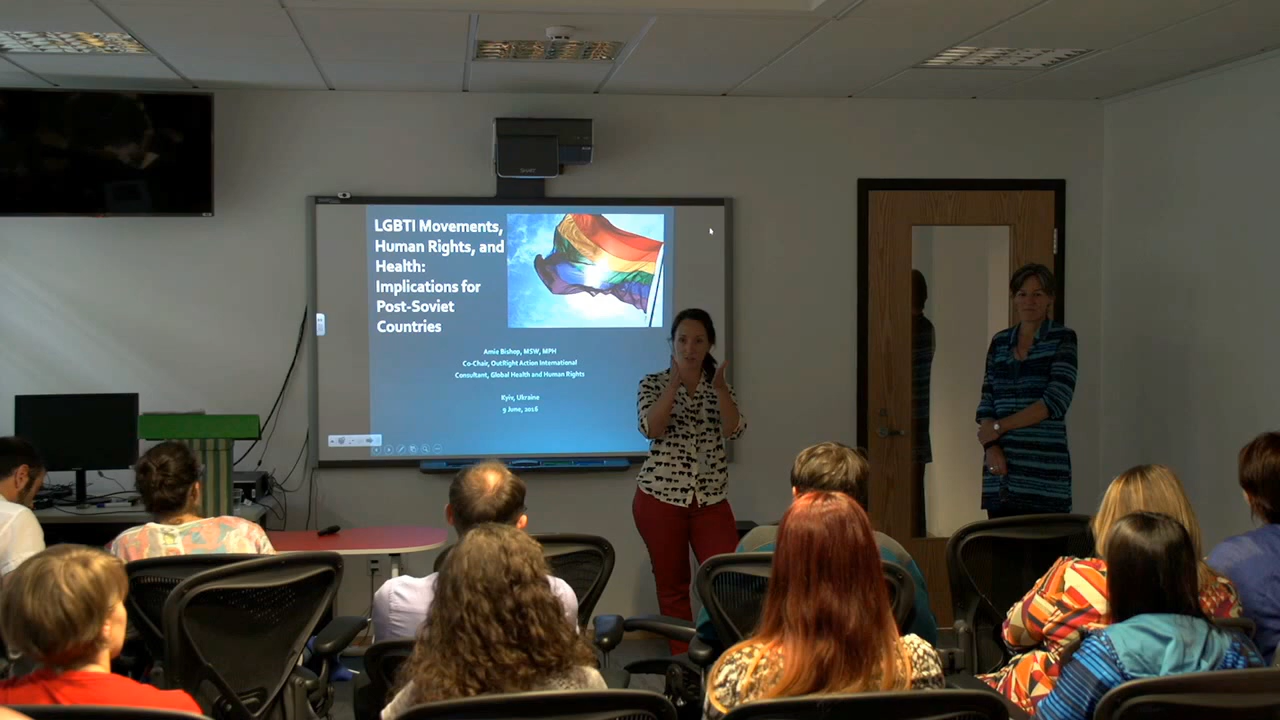 SMART
LGBTI Movements,
Human Rights, and
Health:
Implications for
Post-Soviet
Countries
Amie Bishop, MSW, MPH
Co-Chair, OutRight Action International
Consultant, Global Health and Human Rights
Kyiv, Ukraine
9 June, 2016